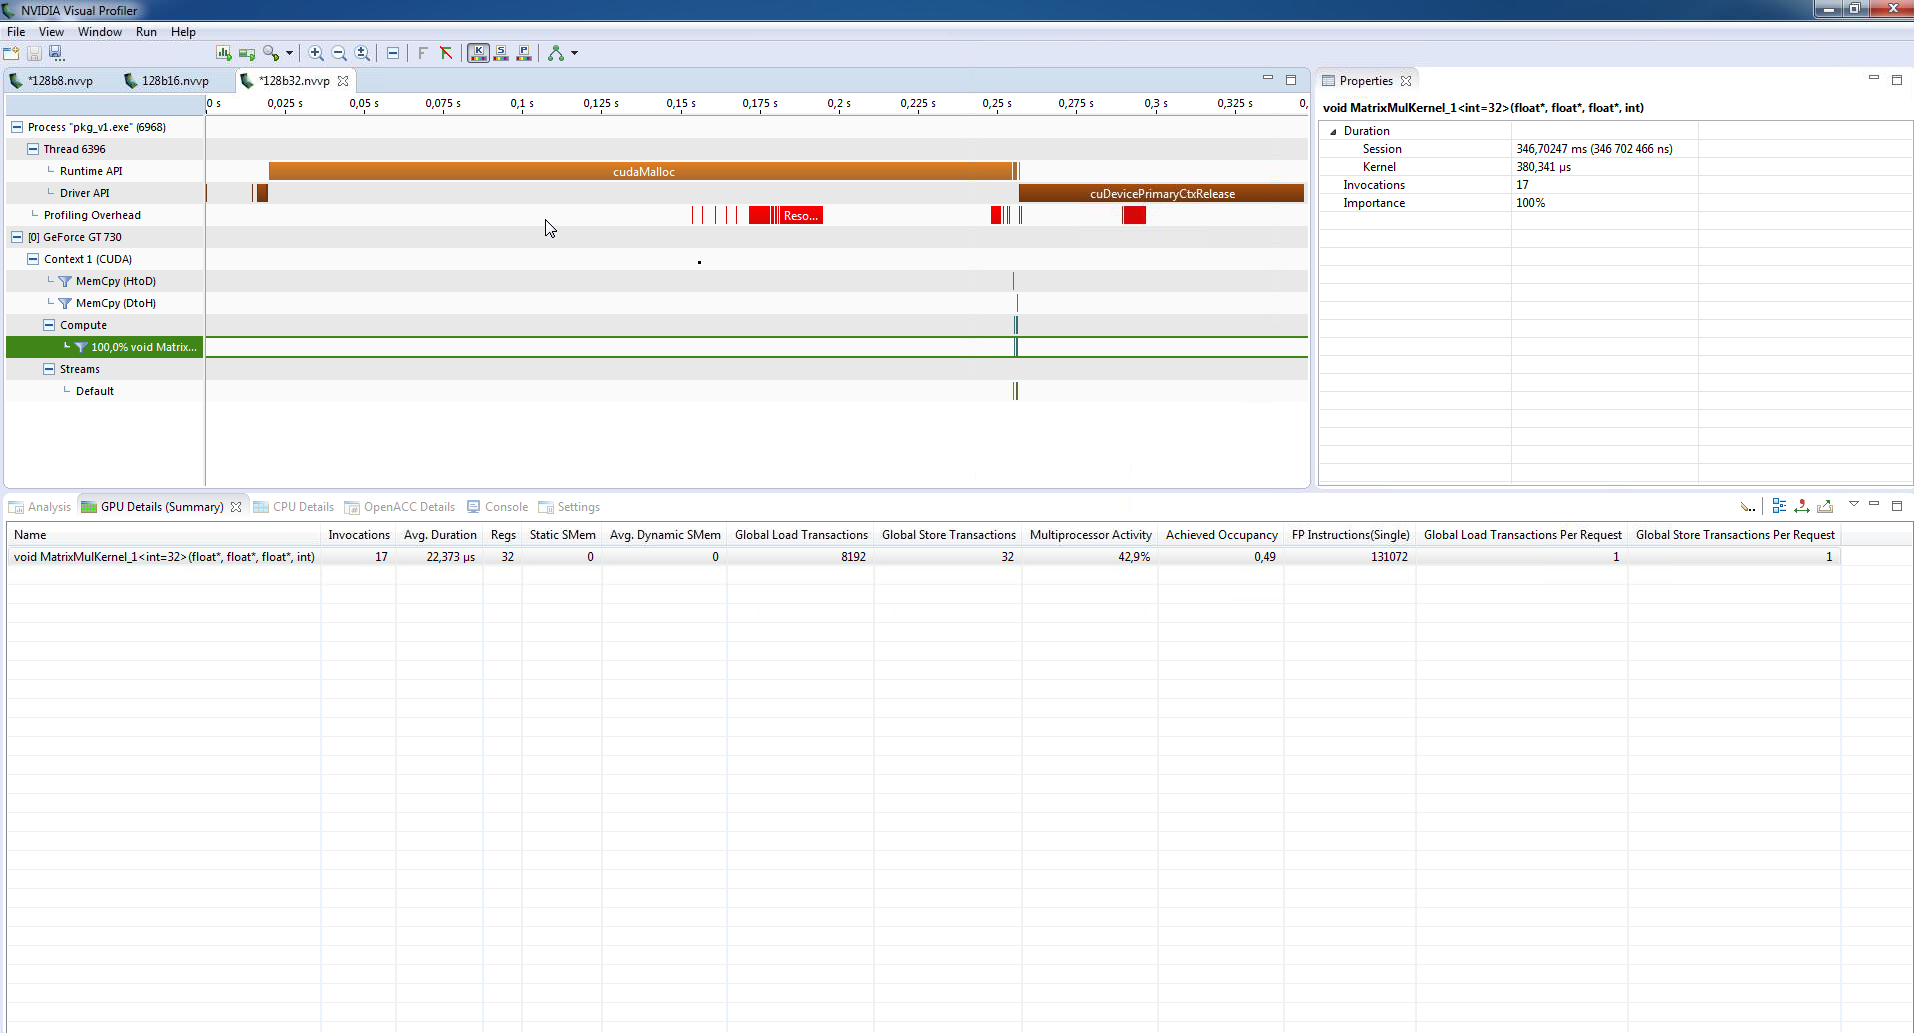 NVIDIA Visual Profiler
File View Window Run Help
*128b8.nvvp 128b16.nvvp *128b32.nvvp
0 s 0,025 s 0,05 s 0,075 s 0,1 s 0,125 s 0,15 s 0,175 s 0,2 s 0,225 s 0,25 s 0,275 s 0,3 s 0,325 s 0,
Process "pkg_v1.exe" (6968)
Thread 6396
Runtime API cudaMalloc
Driver API cuDevicePrimaryCtxRelease
Profiling Overhead Reso...
[0] GeForce GT 730
Context 1 (CUDA)
MemCpy (HtoD)
MemCpy (DtoH)
Compute
100,0% void Matrix...
Streams
Default
Properties
void MatrixMulKernel_1<int=32>(float*, float*, float*, int)
Duration
Session 346,70247 ms (346 702 466 ns)
Kernel 380,341 µs
Invocations 17
Importance 100%
Analysis GPU Details (Summary) CPU Details OpenACC Details Console Settings
Name Invocations Avg. Duration Regs Static SMem Avg. Dynamic SMem Global Load Transactions Global Store Transactions Multiprocessor Activity Achieved Occupancy FP Instructions(Single) Global Load Transactions Per Request Global Store Transactions Per Request
void MatrixMulKernel_1<int=32>(float*, float*, float*, int) 17 22,373 µs 32 0 0 8192 32 42,9% 0,49 131072 1 1